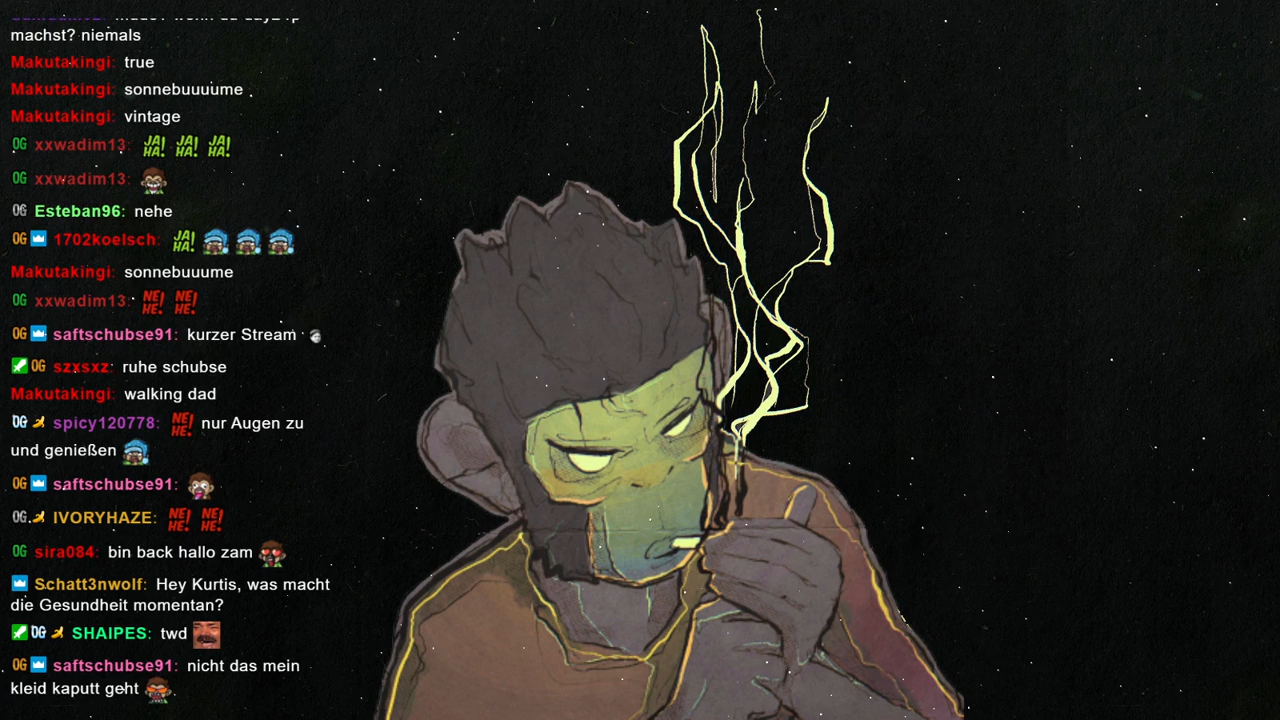 machst? niemals
Makutakingi: true
Makutakingi: sonnebuuuume
Makutakingi: vintage
OG xxwadim13: JA HA! JA HA! JA HA!
OG xxwadim13:
OG Esteban96: nehe
OG 1702koelsch: JA HA!
Makutakingi: sonnebuuume
OG xxwadim13: NE HE! NE HE!
OG saftschubse91: kurzer Stream
OG szxsxz: ruhe schubse
Makutakingi: walking dad
OG spicy120778: NE HE! nur Augen zu
und genießen
OG saftschubse91:
OG IVORYHAZE: NE HE! NE HE!
OG sira084: bin back hallo zam
Schatt3nwolf: Hey Kurtis, was macht
die Gesundheit momentan?
OG SHAIPES: twd
OG saftschubse91: nicht das mein
kleid kaputt geht